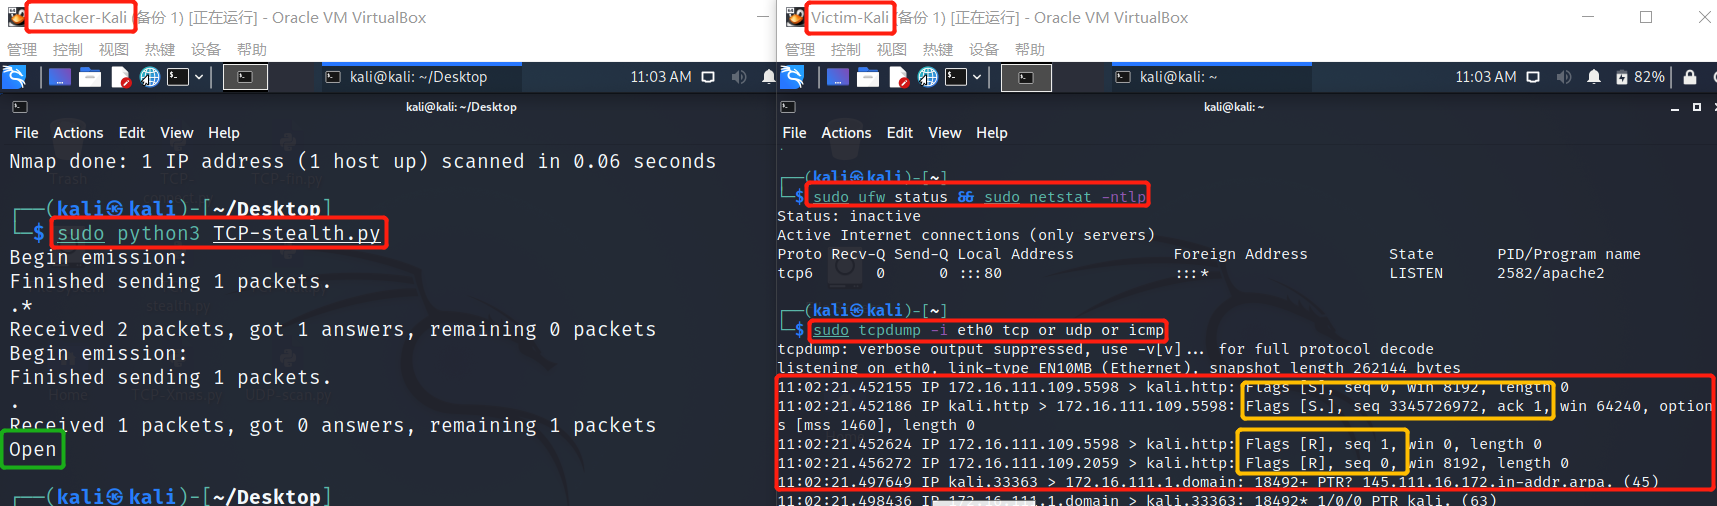 Attacker-Kali (备份 1) [正在运行] - Oracle VM VirtualBox
管理 控制 视图 热键 设备 帮助
kali@kali: ~/Desktop 11:03 AM
kali@kali: ~/Desktop
File Actions Edit View Help
Nmap done: 1 IP address (1 host up) scanned in 0.06 seconds
┌──(kali㉿kali)-[~/Desktop]
└─$ sudo python3 TCP-stealth.py
Begin emission:
Finished sending 1 packets.
.*
Received 2 packets, got 1 answers, remaining 0 packets
Begin emission:
Finished sending 1 packets.
.
Received 1 packets, got 0 answers, remaining 1 packets
Open
┌──(kali㉿kali)-[~/Desktop]
Victim-Kali (备份 1) [正在运行] - Oracle VM VirtualBox
管理 控制 视图 热键 设备 帮助
kali@kali: ~ 11:03 AM 82%
kali@kali: ~
File Actions Edit View Help
┌──(kali㉿kali)-[~]
└─$ sudo ufw status && sudo netstat -ntlp
Status: inactive
Active Internet connections (only servers)
Proto Recv-Q Send-Q Local Address Foreign Address State PID/Program name
tcp6 0 0 :::80 :::* LISTEN 2582/apache2
┌──(kali㉿kali)-[~]
└─$ sudo tcpdump -i eth0 tcp or udp or icmp
tcpdump: verbose output suppressed, use -v[v]... for full protocol decode
listening on eth0, link-type EN10MB (Ethernet), snapshot length 262144 bytes
11:02:21.452155 IP 172.16.111.109.5598 > kali.http: Flags [S], seq 0, win 8192, length 0
11:02:21.452186 IP kali.http > 172.16.111.109.5598: Flags [S.], seq 3345726972, ack 1, win 64240, option
s [mss 1460], length 0
11:02:21.452624 IP 172.16.111.109.5598 > kali.http: Flags [R], seq 1, win 0, length 0
11:02:21.456272 IP 172.16.111.109.2059 > kali.http: Flags [R], seq 0, win 8192, length 0
11:02:21.497649 IP kali.33363 > 172.16.111.1.domain: 18492+ PTR? 145.111.16.172.in-addr.arpa. (45)
11:02:21.498436 IP 172.16.111.1.domain > kali.33363: 18492* 1/0/0 PTR kali. (63)